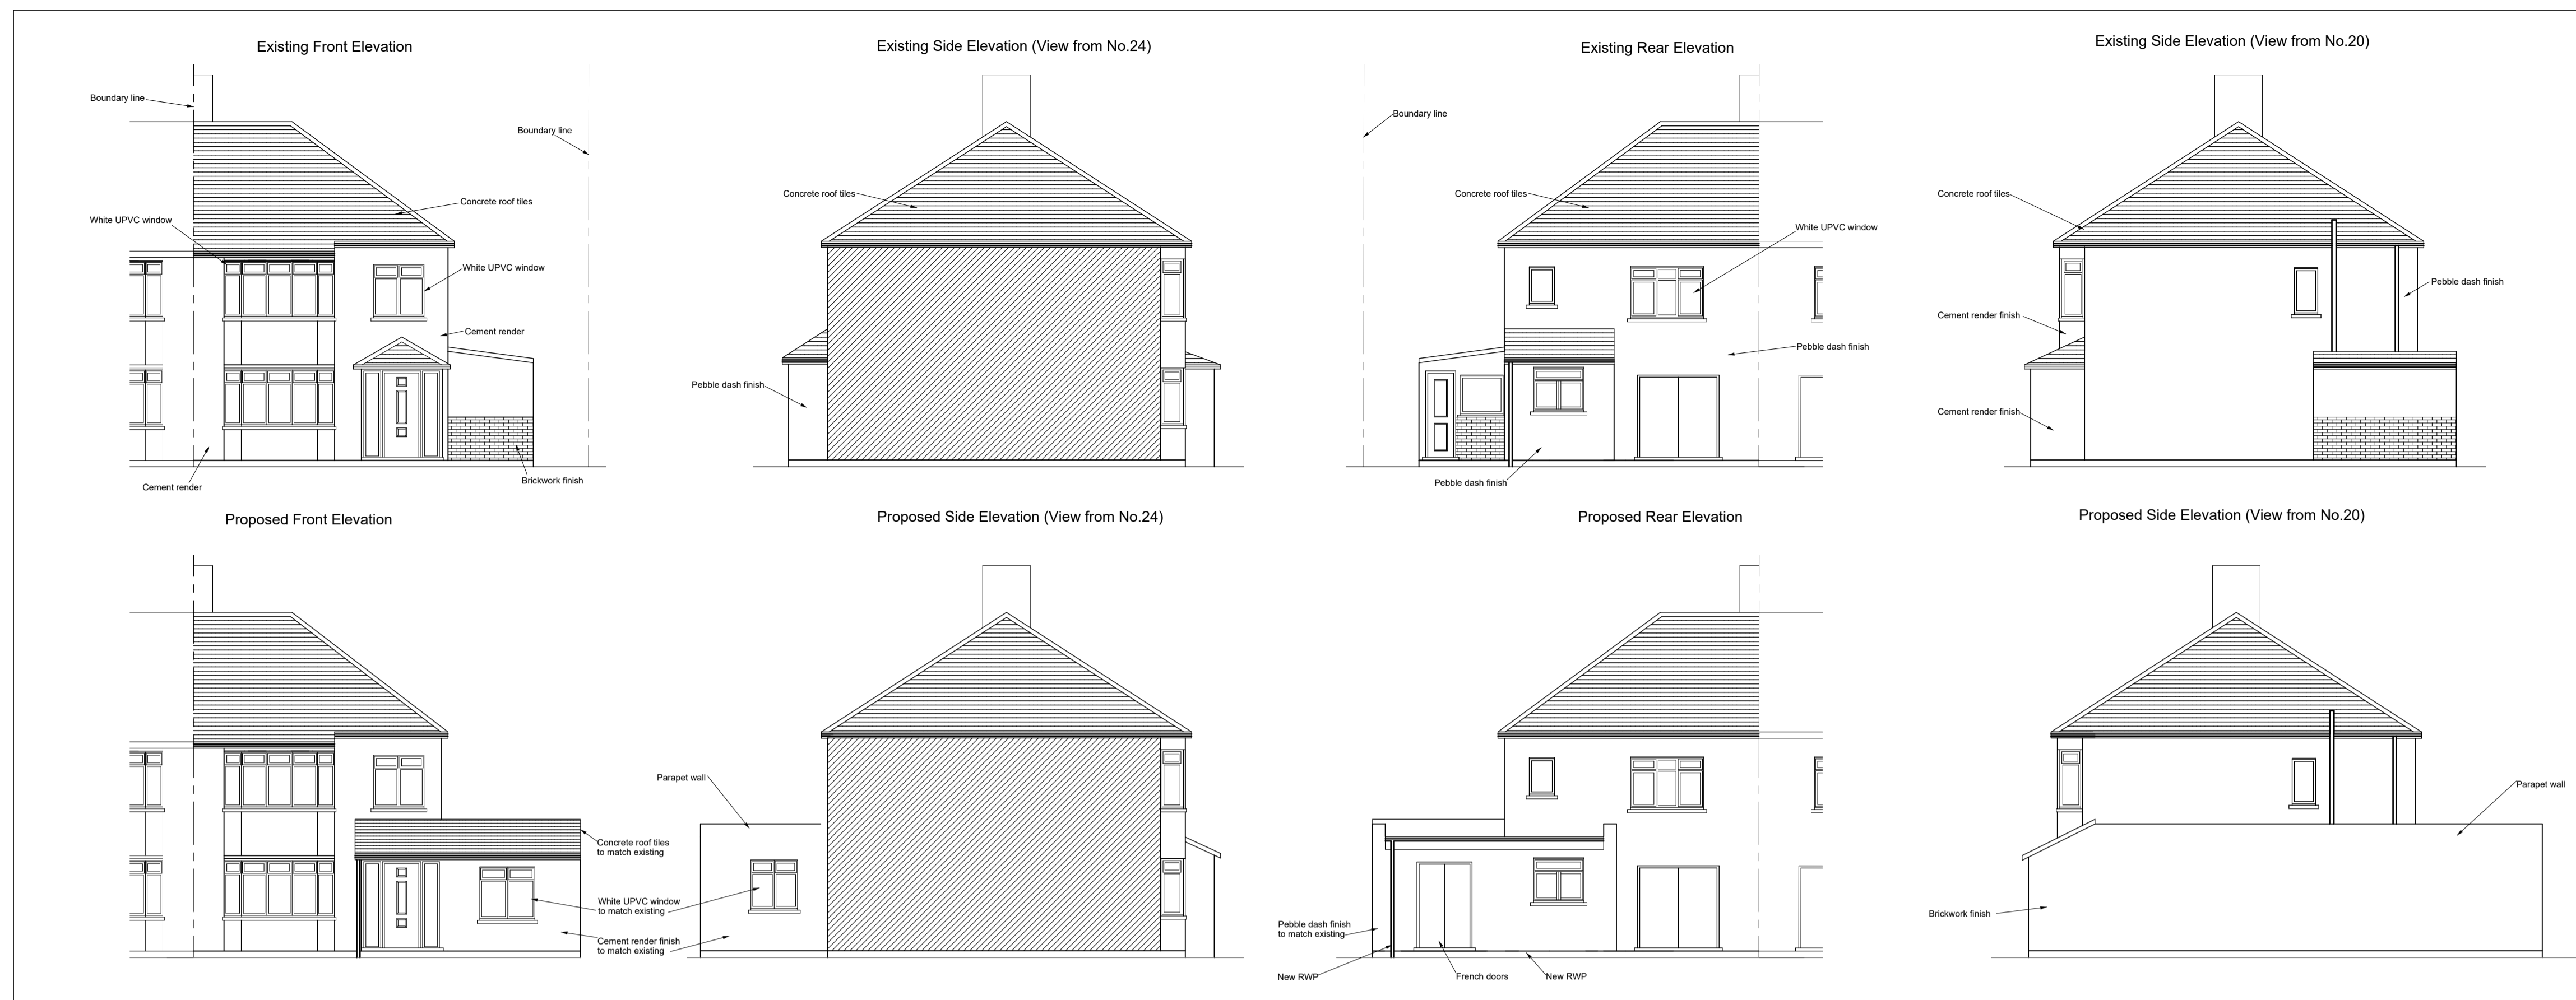 Existing Front Elevation
Boundary line
Boundary line
Concrete roof tiles
White UPVC window
White UPVC window
Cement render
Cement render
Brickwork finish
Existing Side Elevation (View from No.24)
Concrete roof tiles
Pebble dash finish
Existing Rear Elevation
Boundary line
Concrete roof tiles
White UPVC window
Pebble dash finish
Pebble dash finish
Existing Side Elevation (View from No.20)
Concrete roof tiles
Pebble dash finish
Cement render finish
Cement render finish
Proposed Front Elevation
Concrete roof tiles
to match existing
White UPVC window
to match existing
Cement render finish
to match existing
Proposed Side Elevation (View from No.24)
Parapet wall
Proposed Rear Elevation
Pebble dash finish
to match existing
New RWP
French doors
New RWP
Proposed Side Elevation (View from No.20)
Parapet wall
Brickwork finish